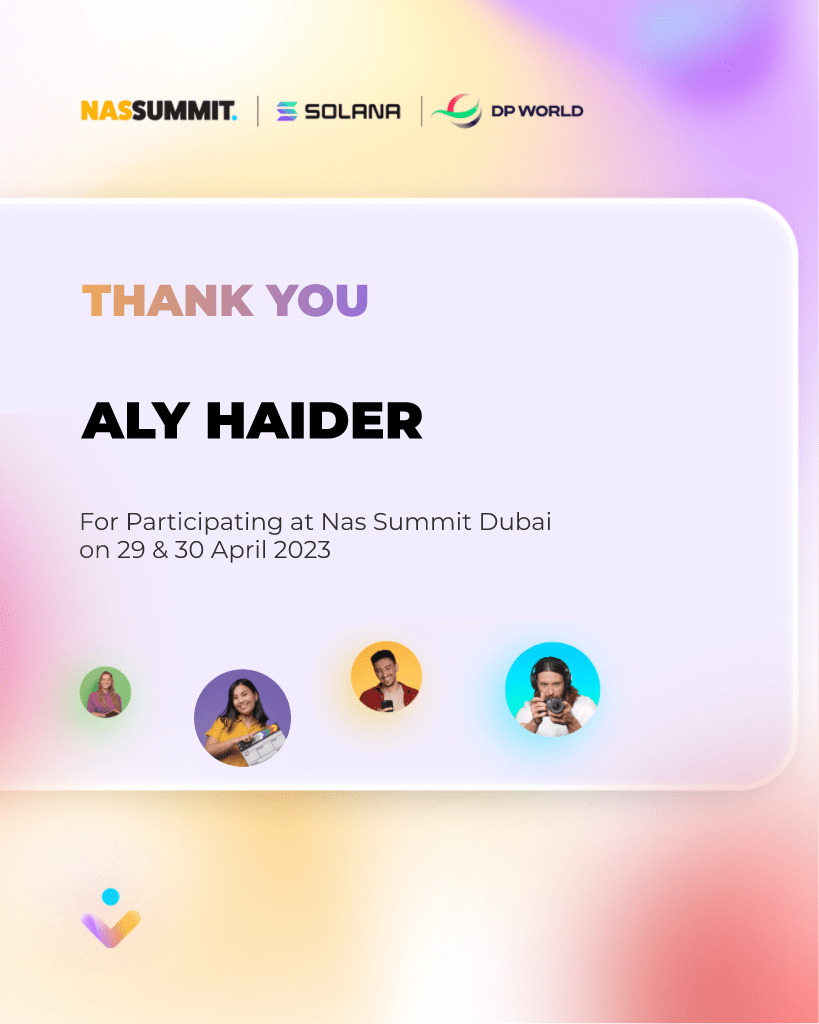 NASSUMMIT. SOLANA DP WORLD
THANK YOU
ALY HAIDER
For Participating at Nas Summit Dubai
on 29 & 30 April 2023